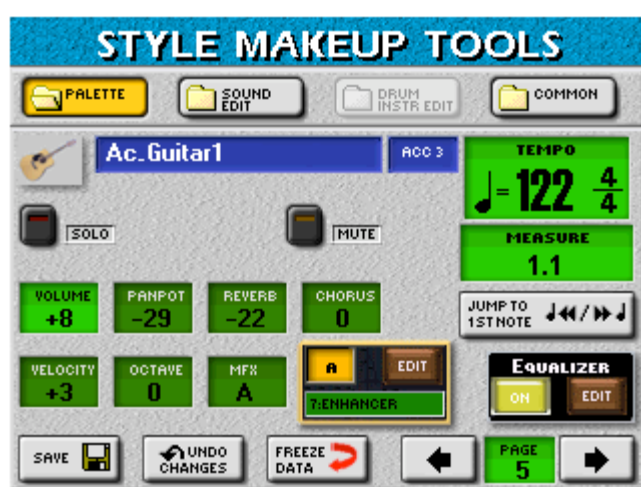 STYLE MAKEUP TOOLS
PALETTE
SOUND
EDIT
DRUM
INSTR EDIT
COMMON
Ac.Guitar1
ACC 3
TEMPO
♩= 122 4/4
SOLO
MUTE
MEASURE
1.1
VOLUME
+8
PANPOT
-29
REVERB
-22
CHORUS
0
JUMP TO
1ST NOTE
VELOCITY
+3
OCTAVE
0
MFX
A
A
EDIT
7:ENHANCER
EQUALIZER
ON
EDIT
SAVE
UNDO
CHANGES
FREEZE
DATA
PAGE
5